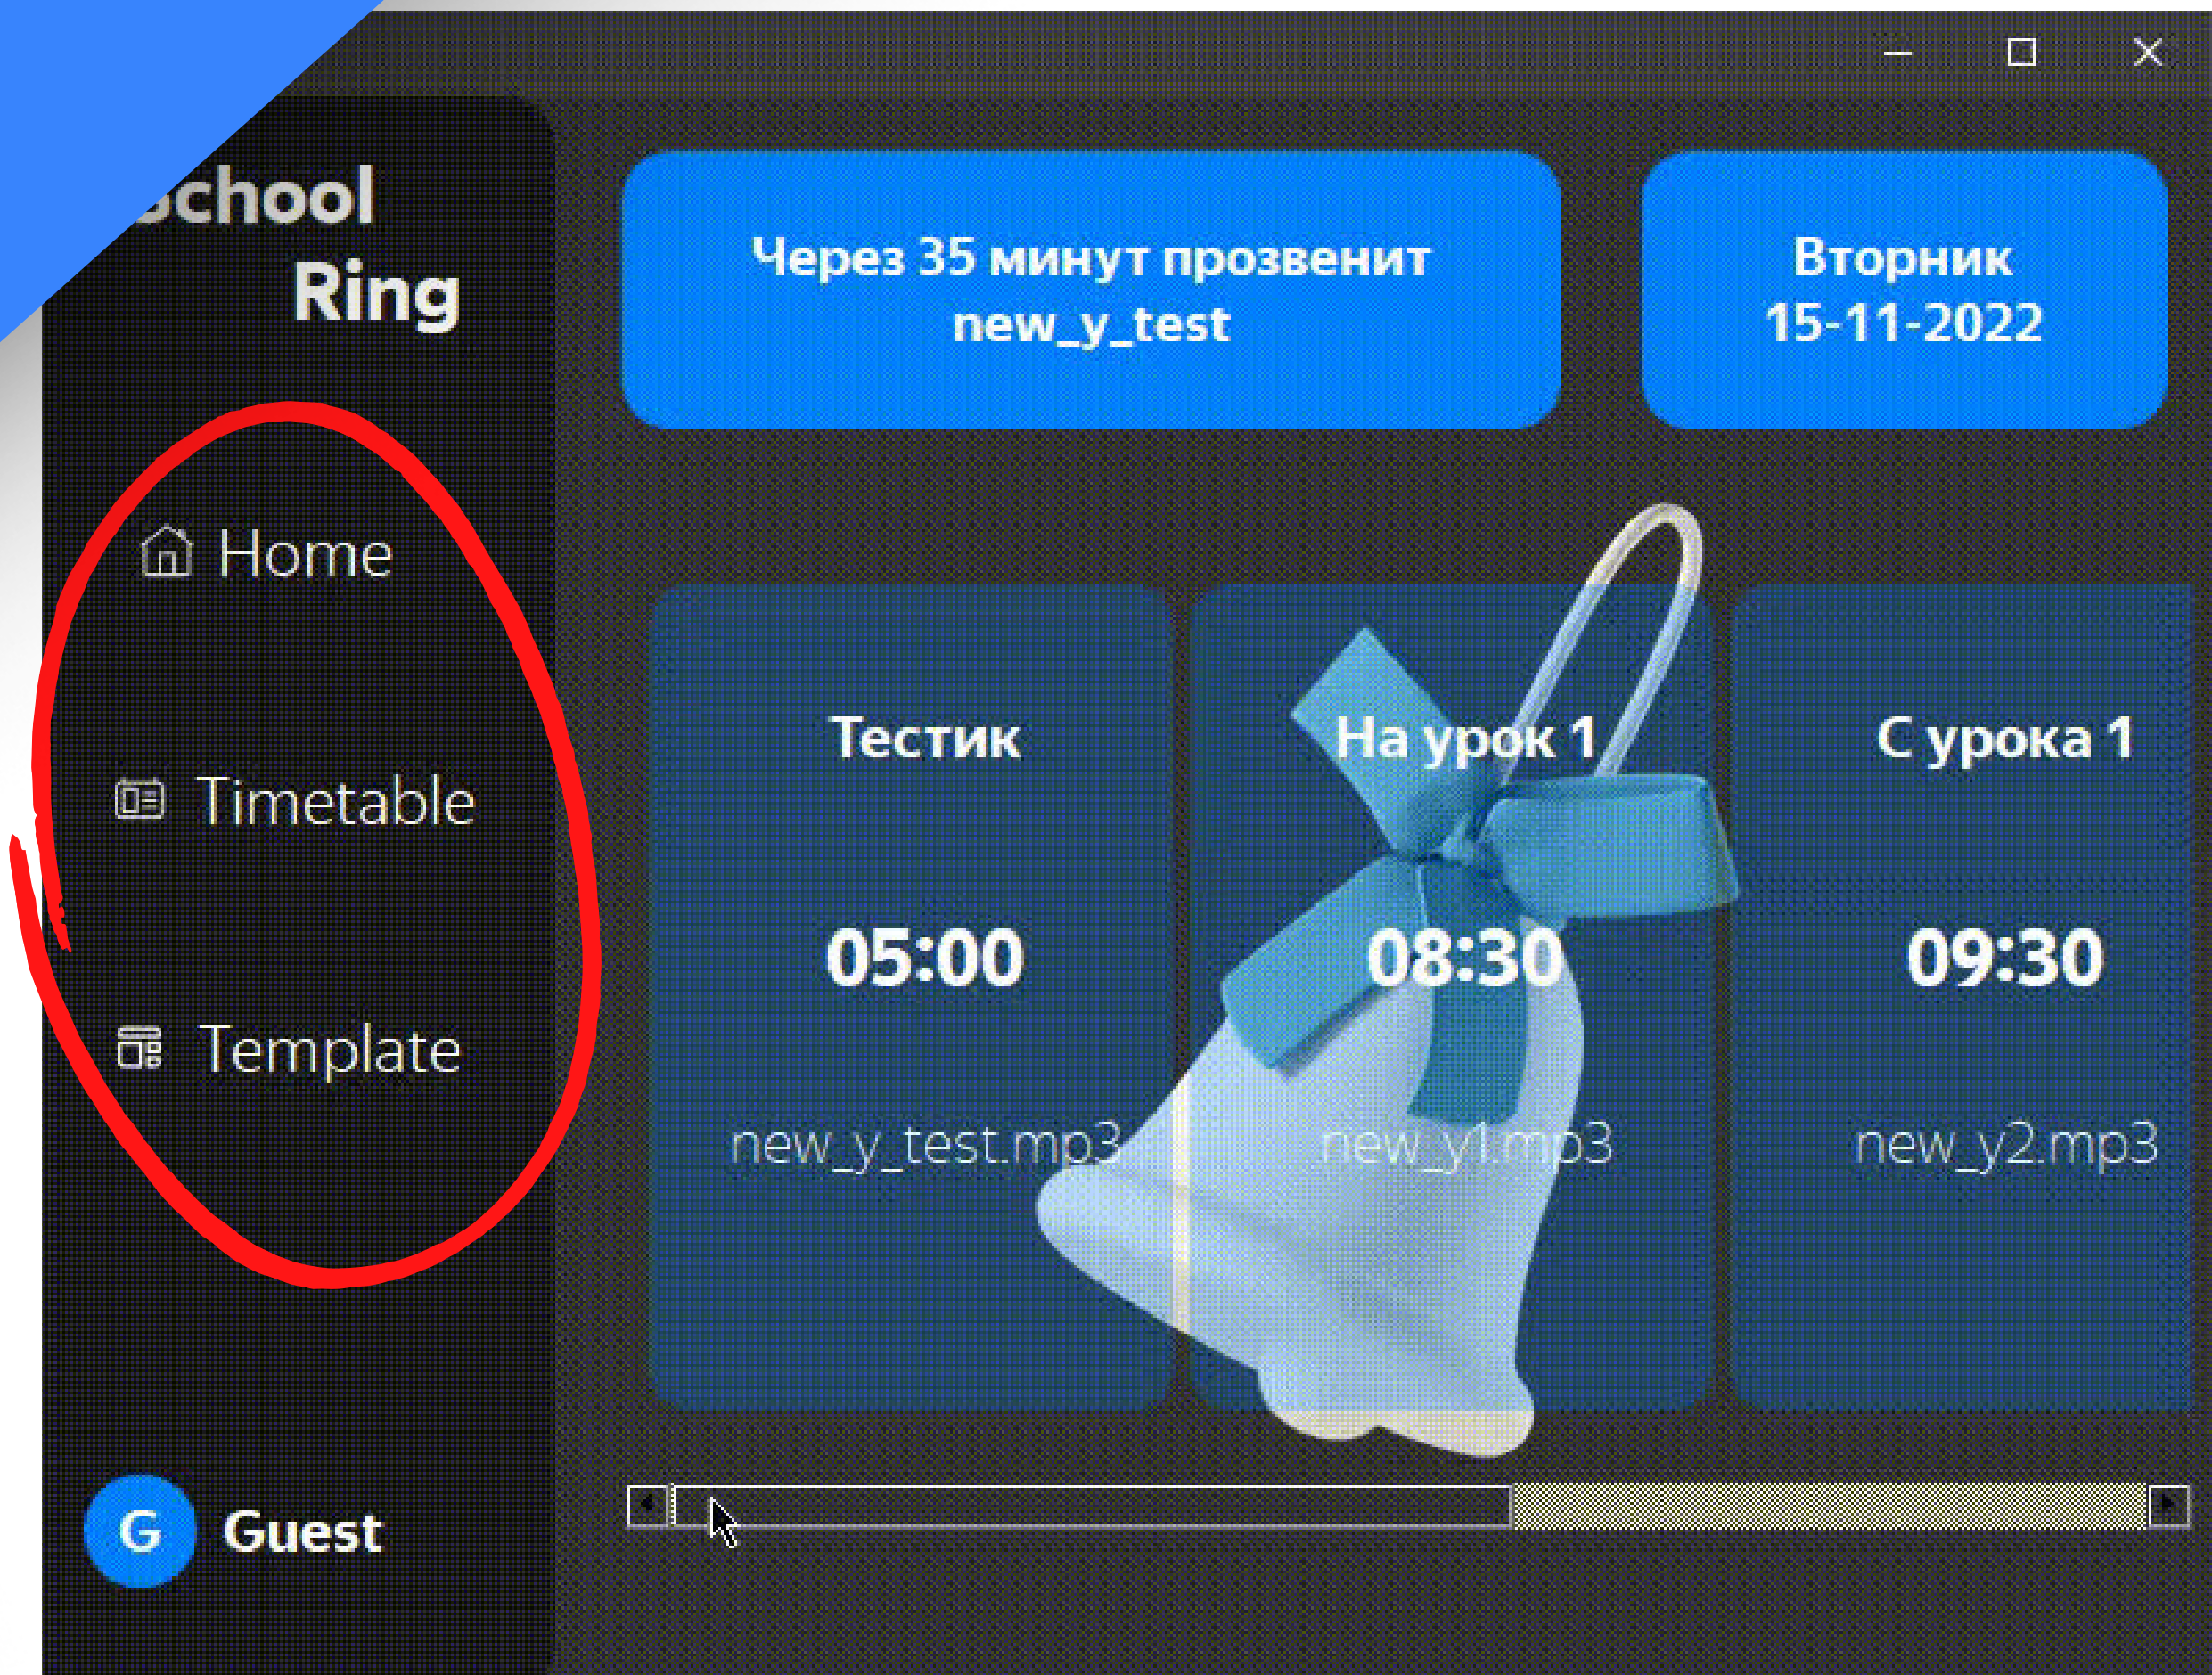 School
Ring
Home
Timetable
Template
G Guest
Через 35 минут прозвенит
new_y_test
Вторник
15-11-2022
Тестик
05:00
new_y_test.mp3
На урок 1
08:30
new_y1.mp3
С урока 1
09:30
new_y2.mp3